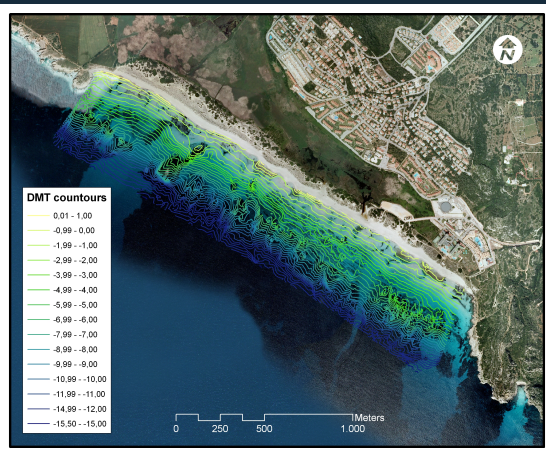 N
DMT countours
0,01 - 1,00
-0,99 - 0,00
-1,99 - -1,00
-2,99 - -2,00
-3,99 - -3,00
-4,99 - -4,00
-5,99 - -5,00
-6,99 - -6,00
-7,99 - -7,00
-8,99 - -8,00
-9,99 - -9,00
-10,99 - -10,00
-11,99 - -11,00
-14,99 - -12,00
-15,50 - -15,00
Meters
0 250 500 1.000